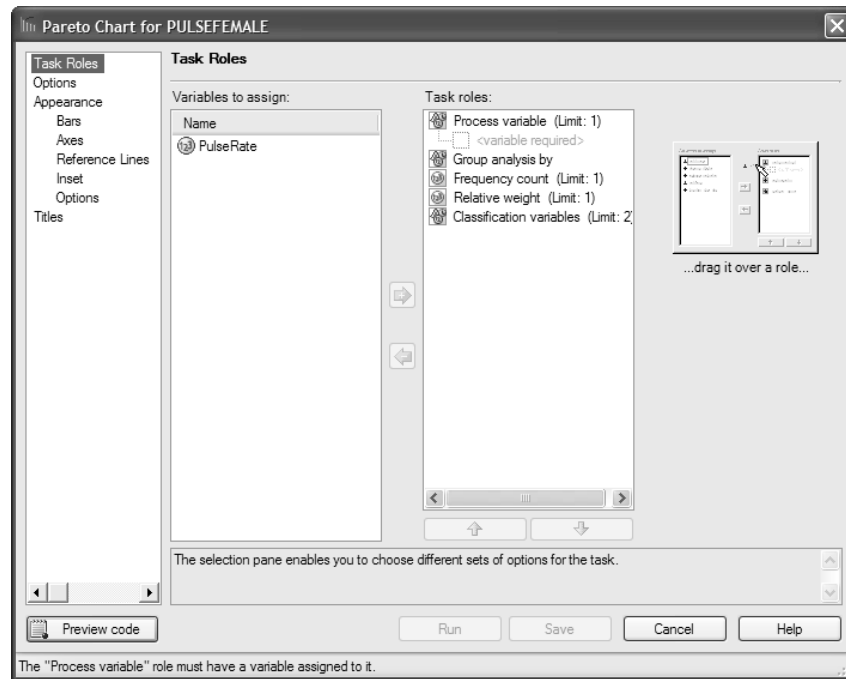 Pareto Chart for PULSEFEMALE
Task Roles
Options
Appearance
Bars
Axes
Reference Lines
Inset
Options
Titles
Task Roles
Variables to assign:
Name
PulseRate
Task roles:
Process variable (Limit: 1)
<variable required>
Group analysis by
Frequency count (Limit: 1)
Relative weight (Limit: 1)
Classification variables (Limit: 2
...drag it over a role...
The selection pane enables you to choose different sets of options for the task.
Preview code
Run
Save
Cancel
Help
The "Process variable" role must have a variable assigned to it.